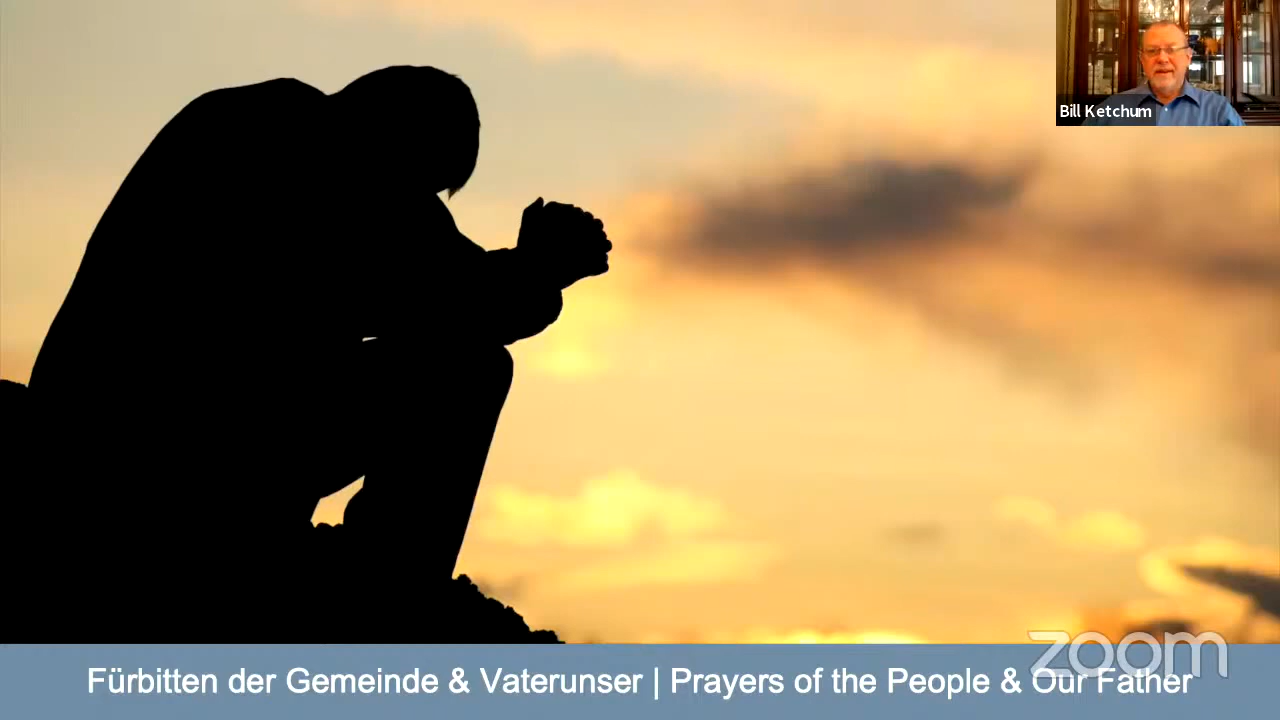 Bill Ketchum
zoom
Fürbitten der Gemeinde & Vaterunser | Prayers of the People & Our Father